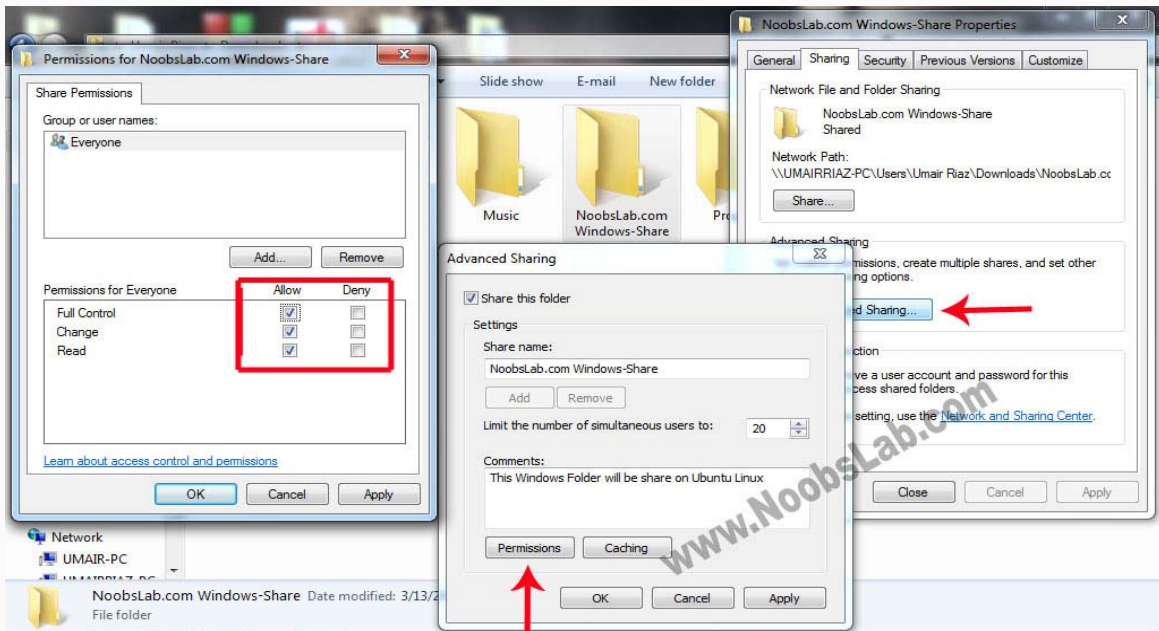 Permissions for NoobsLab.com Windows-Share
Share Permissions
Group or user names:
Everyone
Add...
Remove
Permissions for Everyone
Allow
Deny
Full Control
Change
Read
Learn about access control and permissions
OK
Cancel
Apply
Slide show
E-mail
New folder
Music
NoobsLab.com
Windows-Share
Network
UMAIR-PC
NoobsLab.com Windows-Share Date modified: 3/13/2
File folder
Advanced Sharing
Share this folder
Settings
Share name:
NoobsLab.com Windows-Share
Add
Remove
Limit the number of simultaneous users to:
20
Comments:
This Windows Folder will be share on Ubuntu Linux
Permissions
Caching
OK
Cancel
Apply
NoobsLab.com Windows-Share Properties
General
Sharing
Security
Previous Versions
Customize
Network File and Folder Sharing
NoobsLab.com Windows-Share
Shared
Network Path:
\\UMAIRRIAZ-PC\Users\Umair Riaz\Downloads\NoobsLab.cc
Share...
Advanced Sharing
missions, create multiple shares, and set other
ng options.
d Sharing...
ction
ve a user account and password for this
cess shared folders.
setting, use the Network and Sharing Center.
Close
Cancel
Apply
www.NoobsLab.com